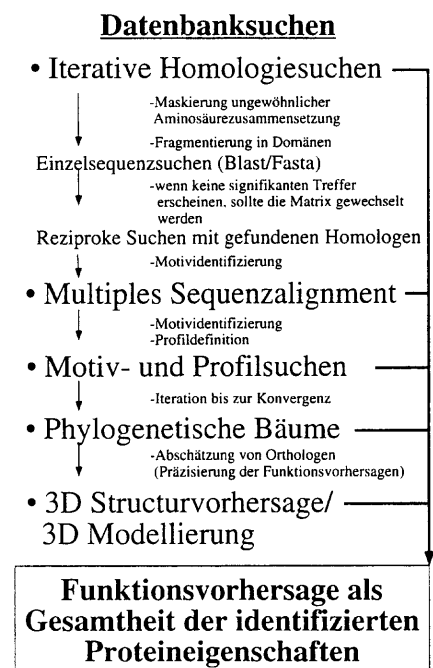 Datenbanksuchen
• Iterative Homologiesuchen
-Maskierung ungewöhnlicher
Aminosäurezusammensetzung
-Fragmentierung in Domänen
Einzelsequenzsuchen (Blast/Fasta)
-wenn keine signifikanten Treffer
erscheinen, sollte die Matrix gewechselt
werden
Reziproke Suchen mit gefundenen Homologen
-Motividentifizierung
• Multiples Sequenzalignment
-Motividentifizierung
-Profildefinition
• Motiv- und Profilsuchen
-Iteration bis zur Konvergenz
• Phylogenetische Bäume
-Abschätzung von Orthologen
(Präzisierung der Funktionsvorhersagen)
• 3D Structurvorhersage/
3D Modellierung
Funktionsvorhersage als
Gesamtheit der identifizierten
Proteineigenschaften